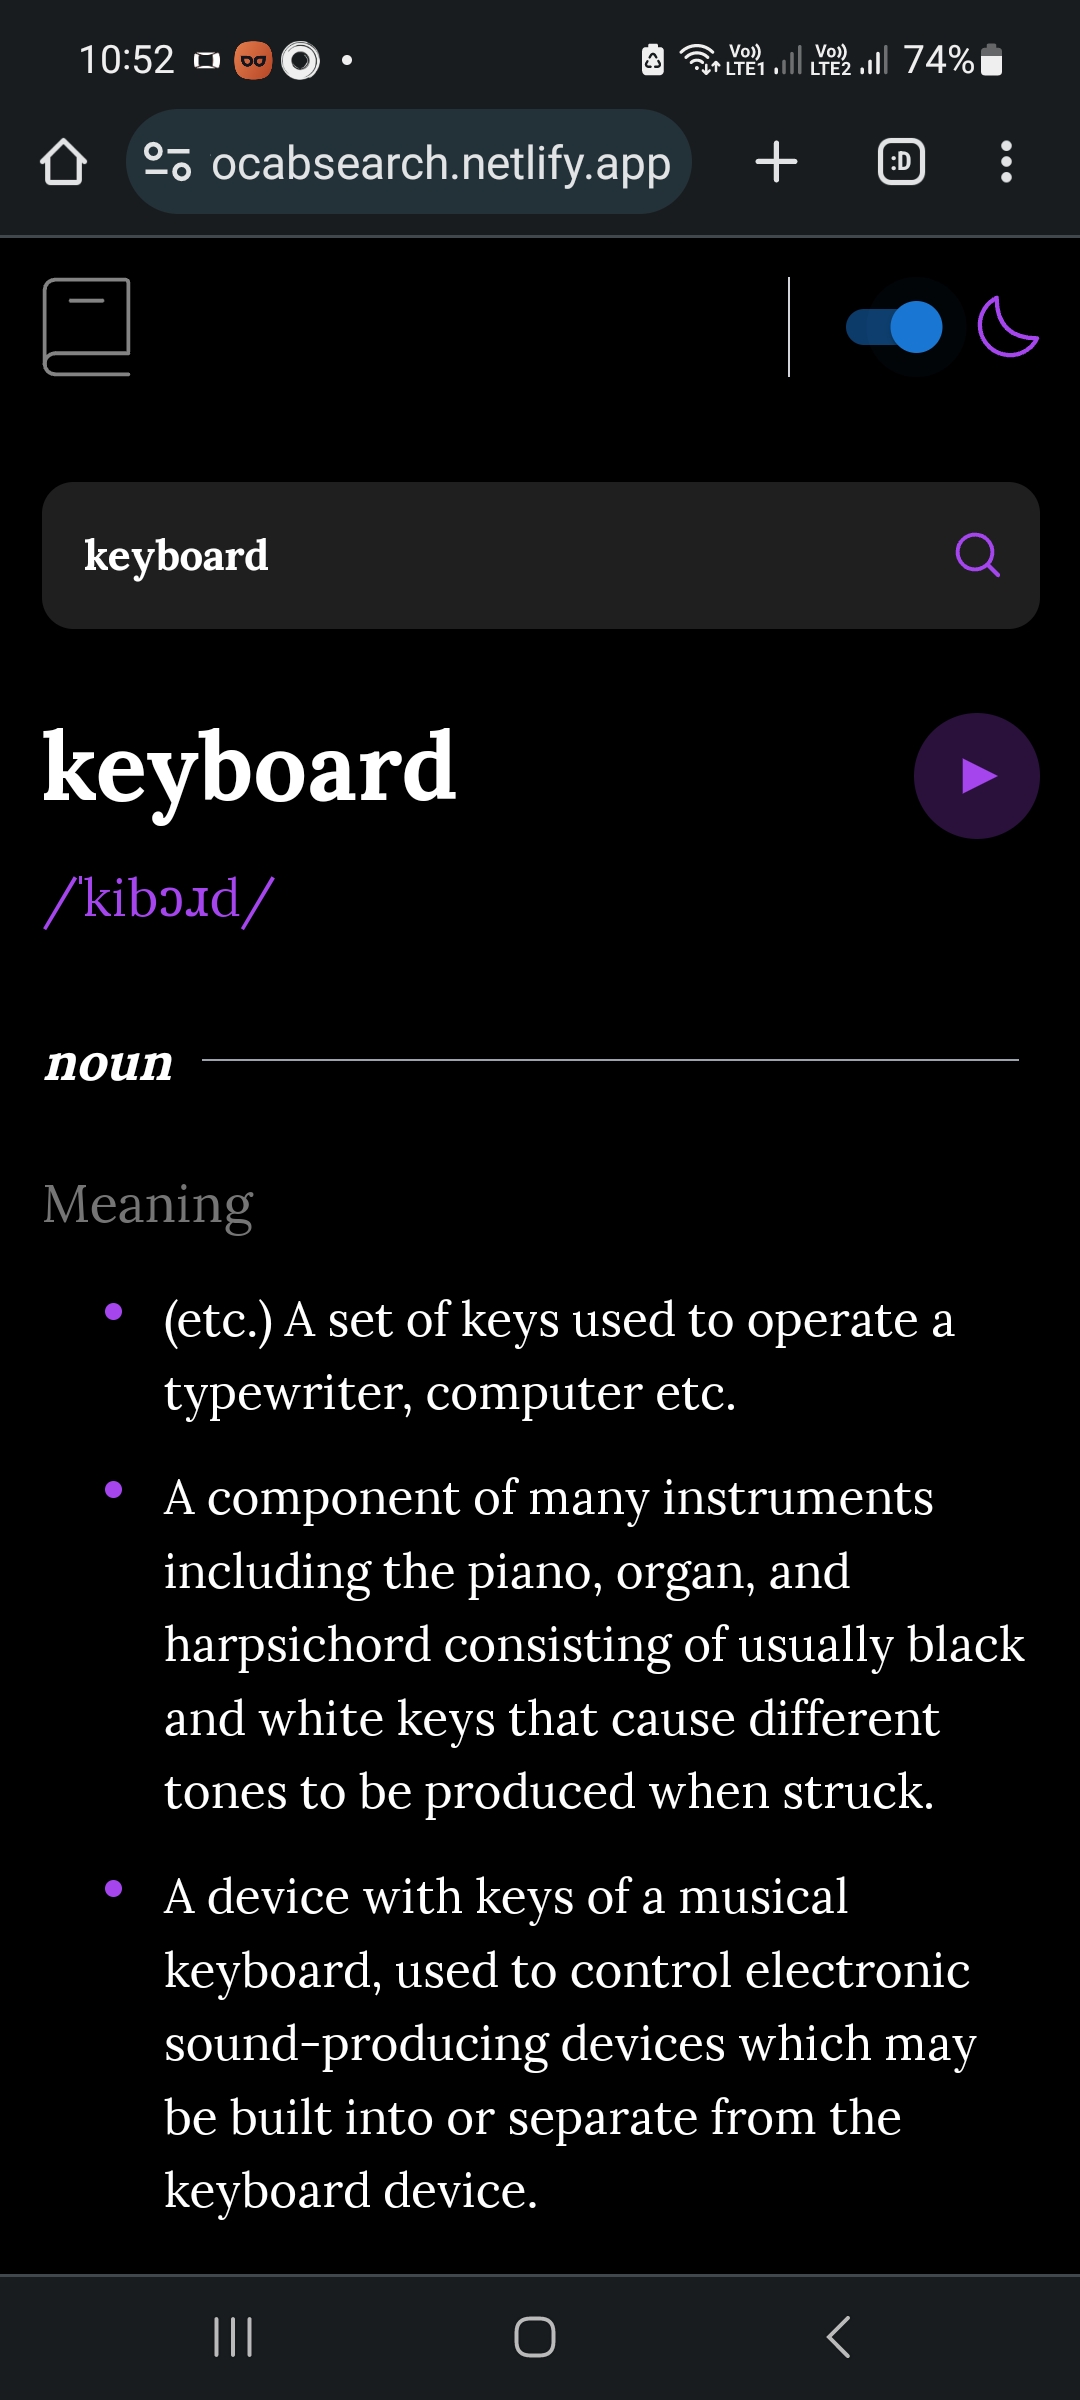 10:52 Vo)) LTE1 Vo)) LTE2 74%
ocabsearch.netlify.app :D
keyboard
keyboard
/ˈkibɔɹd/
noun
Meaning
(etc.) A set of keys used to operate a
typewriter, computer etc.
A component of many instruments
including the piano, organ, and
harpsichord consisting of usually black
and white keys that cause different
tones to be produced when struck.
A device with keys of a musical
keyboard, used to control electronic
sound-producing devices which may
be built into or separate from the
keyboard device.